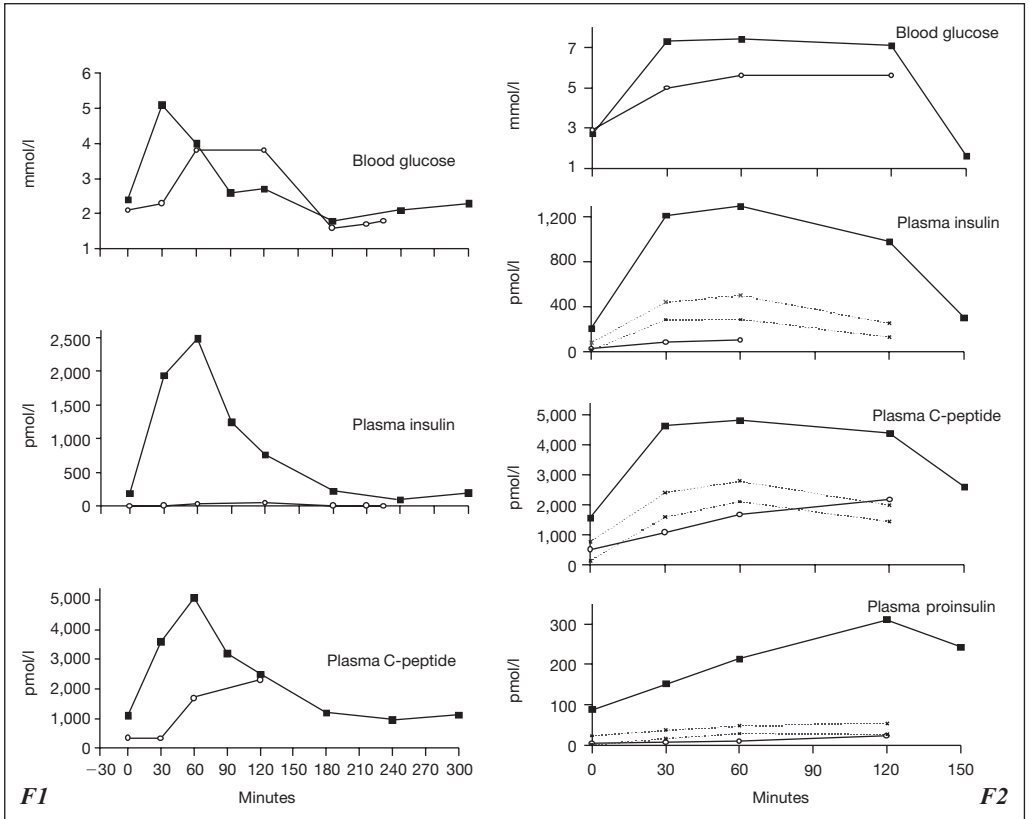 Blood glucose
mmol/l
6
5
4
3
2
1
Plasma insulin
pmol/l
2,500
2,000
1,500
1,000
500
0
Plasma C-peptide
pmol/l
5,000
4,000
3,000
2,000
1,000
0
−30 0 30 60 90 120 150 180 210 240 270 300
Minutes
F1
Blood glucose
mmol/l
7
5
3
1
Plasma insulin
pmol/l
1,200
800
400
0
Plasma C-peptide
pmol/l
5,000
4,000
3,000
2,000
1,000
0
Plasma proinsulin
pmol/l
300
200
100
0
0 30 60 90 120 150
Minutes
F2